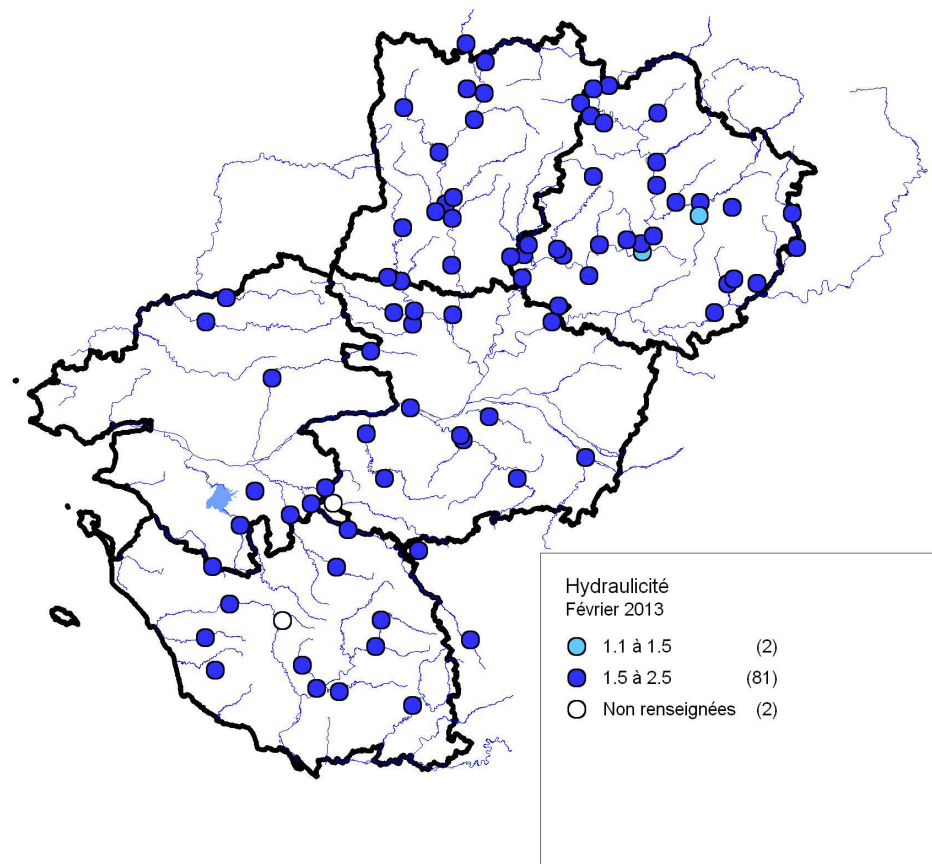 Hydraulicité
Février 2013
1.1 à 1.5 (2)
1.5 à 2.5 (81)
Non renseignées (2)